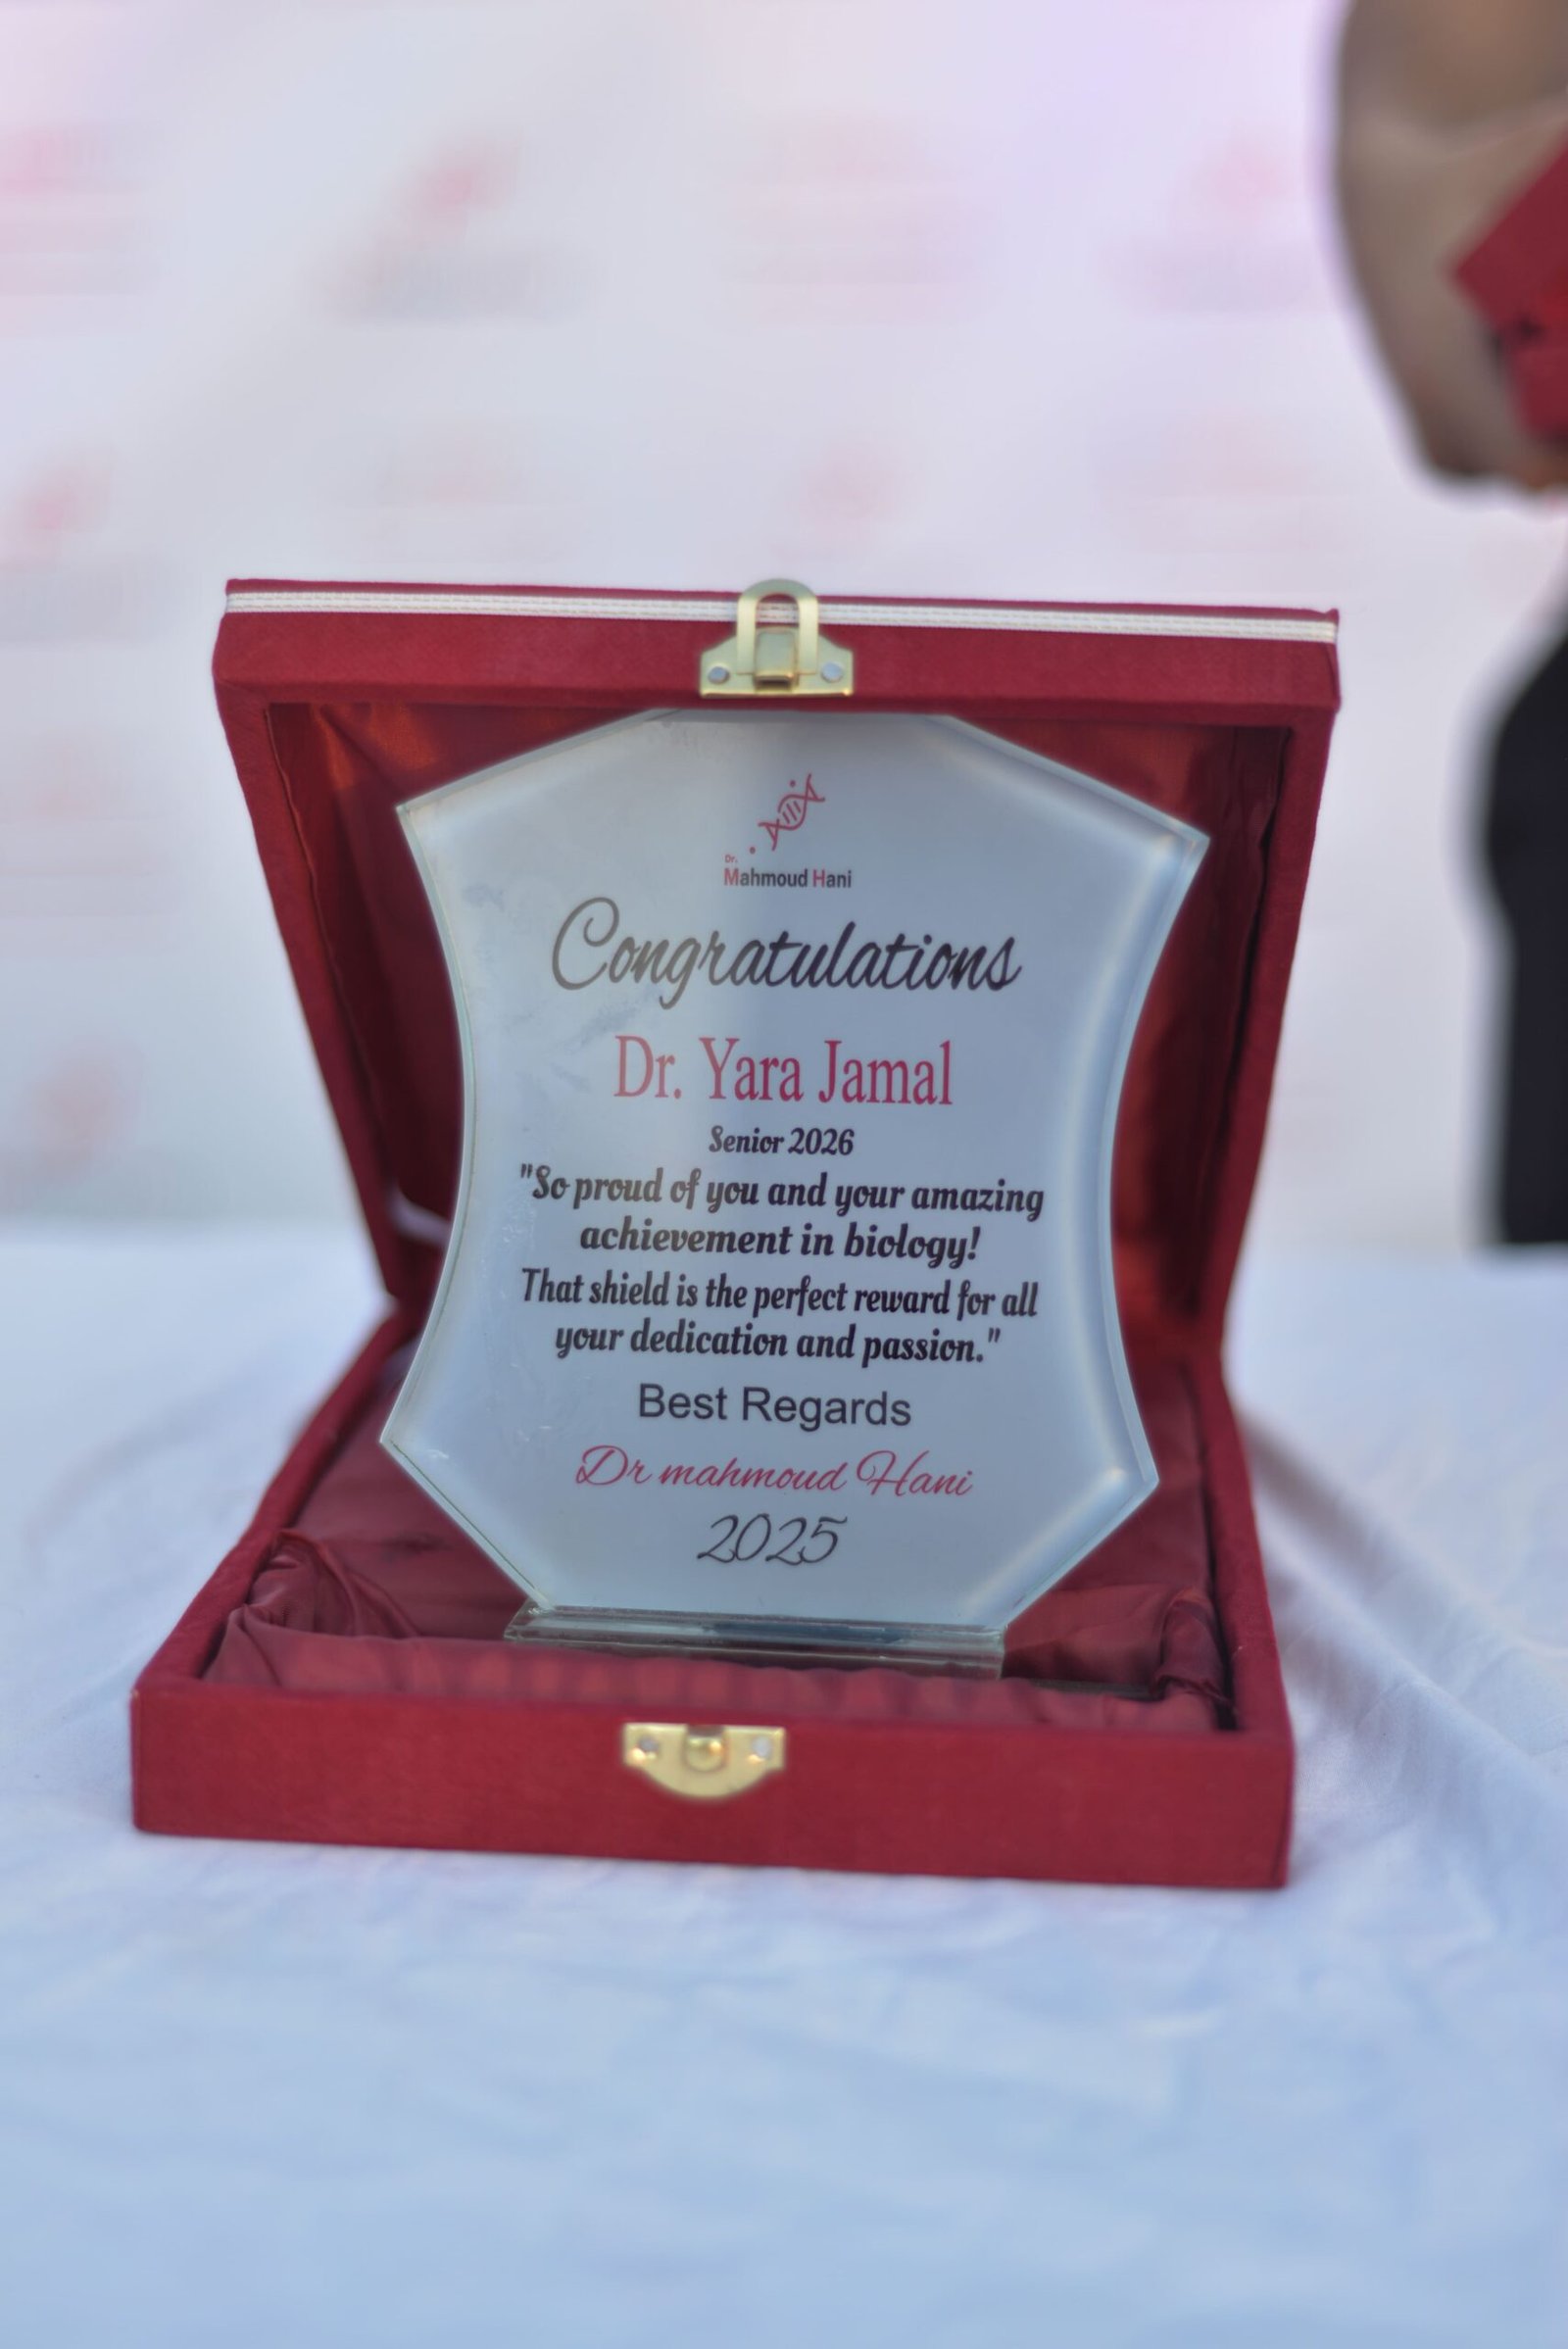 Dr.
Mahmoud Hani
Congratulations
Dr. Yara Jamal
Senior 2026
"So proud of you and your amazing
achievement in biology!
That shield is the perfect reward for all
your dedication and passion."
Best Regards
Dr mahmoud Hani
2025